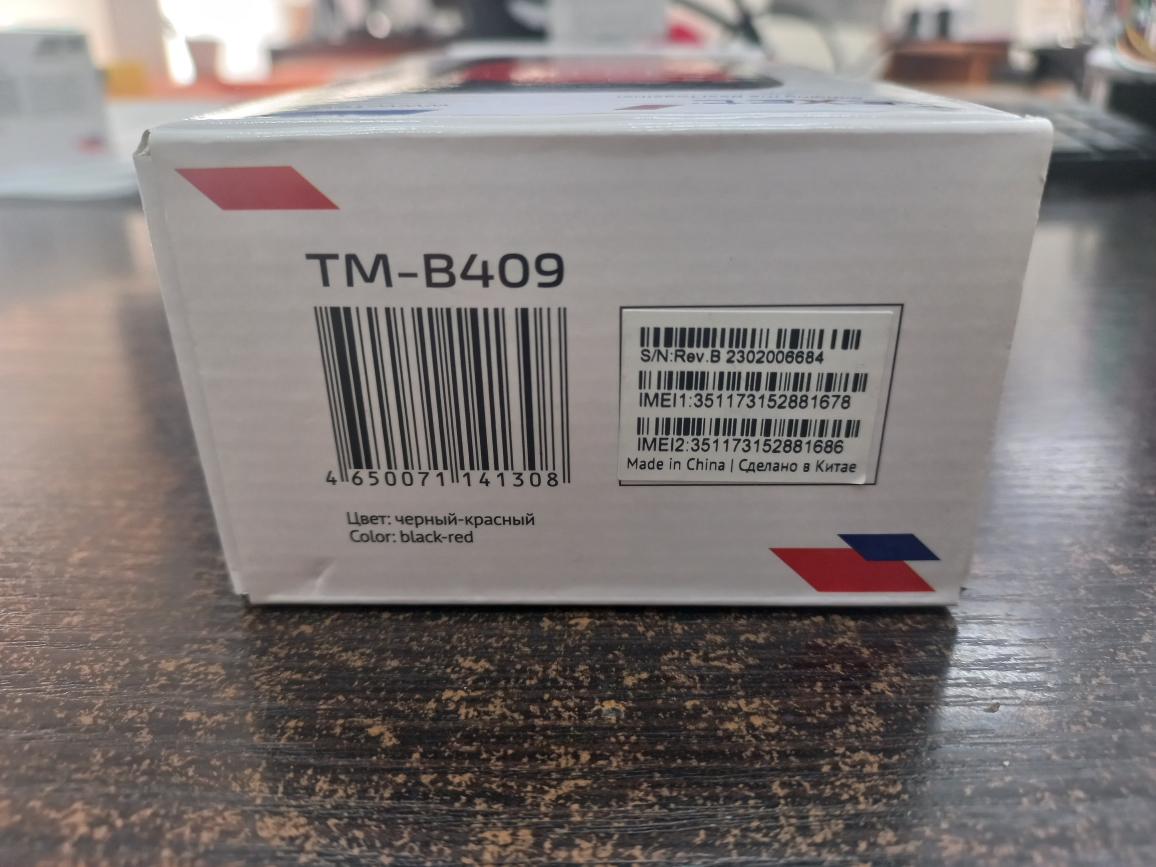 TM-B409
4 650071 141308
Цвет: черный-красный
Color: black-red
S/N:Rev.B 2302006684
IMEI1:351173152881678
IMEI2:351173152881686
Made in China | Сделано в Китае